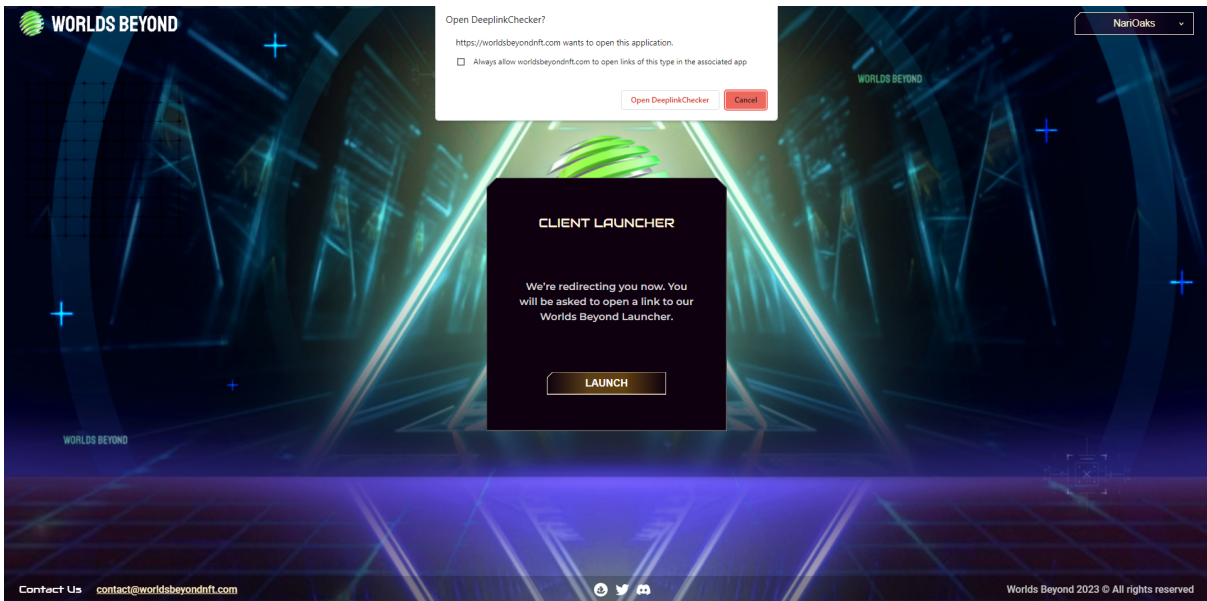 WORLDS BEYOND
Open DeeplinkChecker?
https://worldsbeyondnft.com wants to open this application.
Always allow worldsbeyondnft.com to open links of this type in the associated app
Open DeeplinkChecker
Cancel
NariOaks
WORLDS BEYOND
CLIENT LAUNCHER
We're redirecting you now. You
will be asked to open a link to our
Worlds Beyond Launcher.
LAUNCH
WORLDS BEYOND
Contact Us contact@worldsbeyondnft.com
Worlds Beyond 2023 © All rights reserved